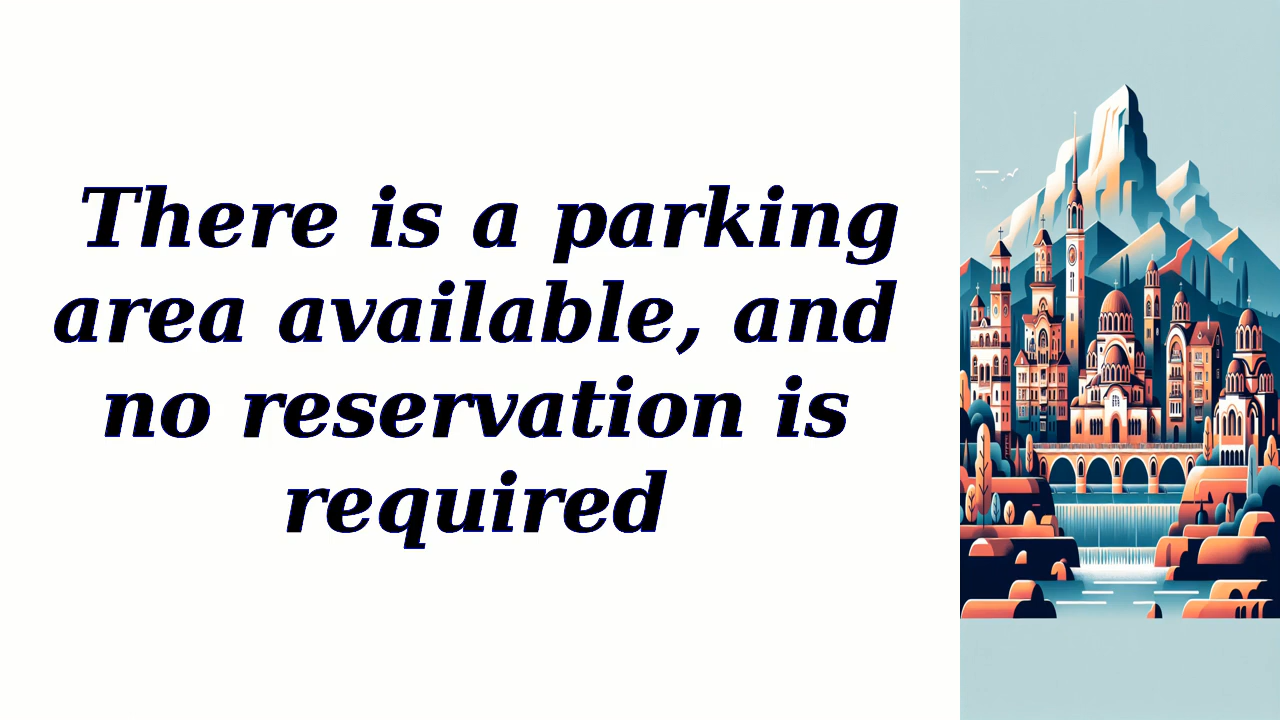 There is a parking
area available, and
no reservation is
required